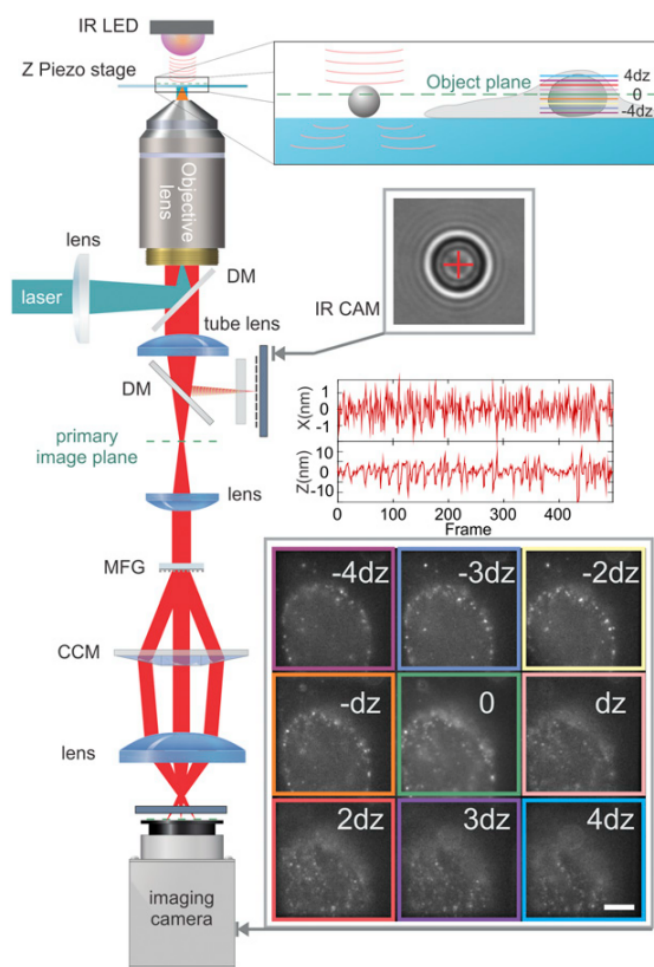 IR LED
Z Piezo stage
Object plane
4dz
0
-4dz
Objective
lens
lens
DM
laser
tube lens
IR CAM
DM
primary
image plane
lens
X(nm)
1
0
-1
Z(nm)
10
0
-10
0
100
200
300
400
Frame
MFG
CCM
lens
imaging
camera
-4dz
-3dz
-2dz
-dz
0
dz
2dz
3dz
4dz